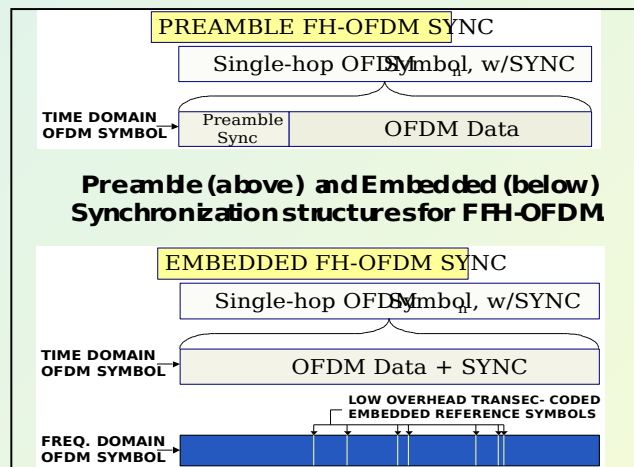 PREAMBLE FH-OFDM SYNC
Single-hop OFDM Symboln, w/SYNC
TIME DOMAIN
OFDM SYMBOL
Preamble
Sync
OFDM Data
Preamble (above) and Embedded (below)
Synchronization structures for FFH-OFDM.
EMBEDDED FH-OFDM SYNC
Single-hop OFDM Symboln, w/SYNC
TIME DOMAIN
OFDM SYMBOL
OFDM Data + SYNC
LOW OVERHEAD TRANSEC- CODED
EMBEDDED REFERENCE SYMBOLS
FREQ. DOMAIN
OFDM SYMBOL